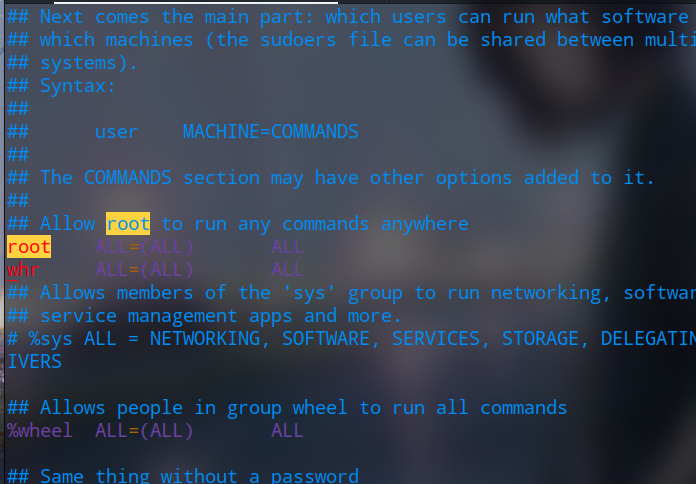 ## Next comes the main part: which users can run what software
## which machines (the sudoers file can be shared between multi
## systems).
## Syntax:
##
##      user    MACHINE=COMMANDS
##
## The COMMANDS section may have other options added to it.
##
## Allow root to run any commands anywhere
root    ALL=(ALL)       ALL
whr     ALL=(ALL)       ALL
## Allows members of the 'sys' group to run networking, softwar
## service management apps and more.
# %sys ALL = NETWORKING, SOFTWARE, SERVICES, STORAGE, DELEGATIN
IVERS

## Allows people in group wheel to run all commands
%wheel  ALL=(ALL)       ALL

## Same thing without a password